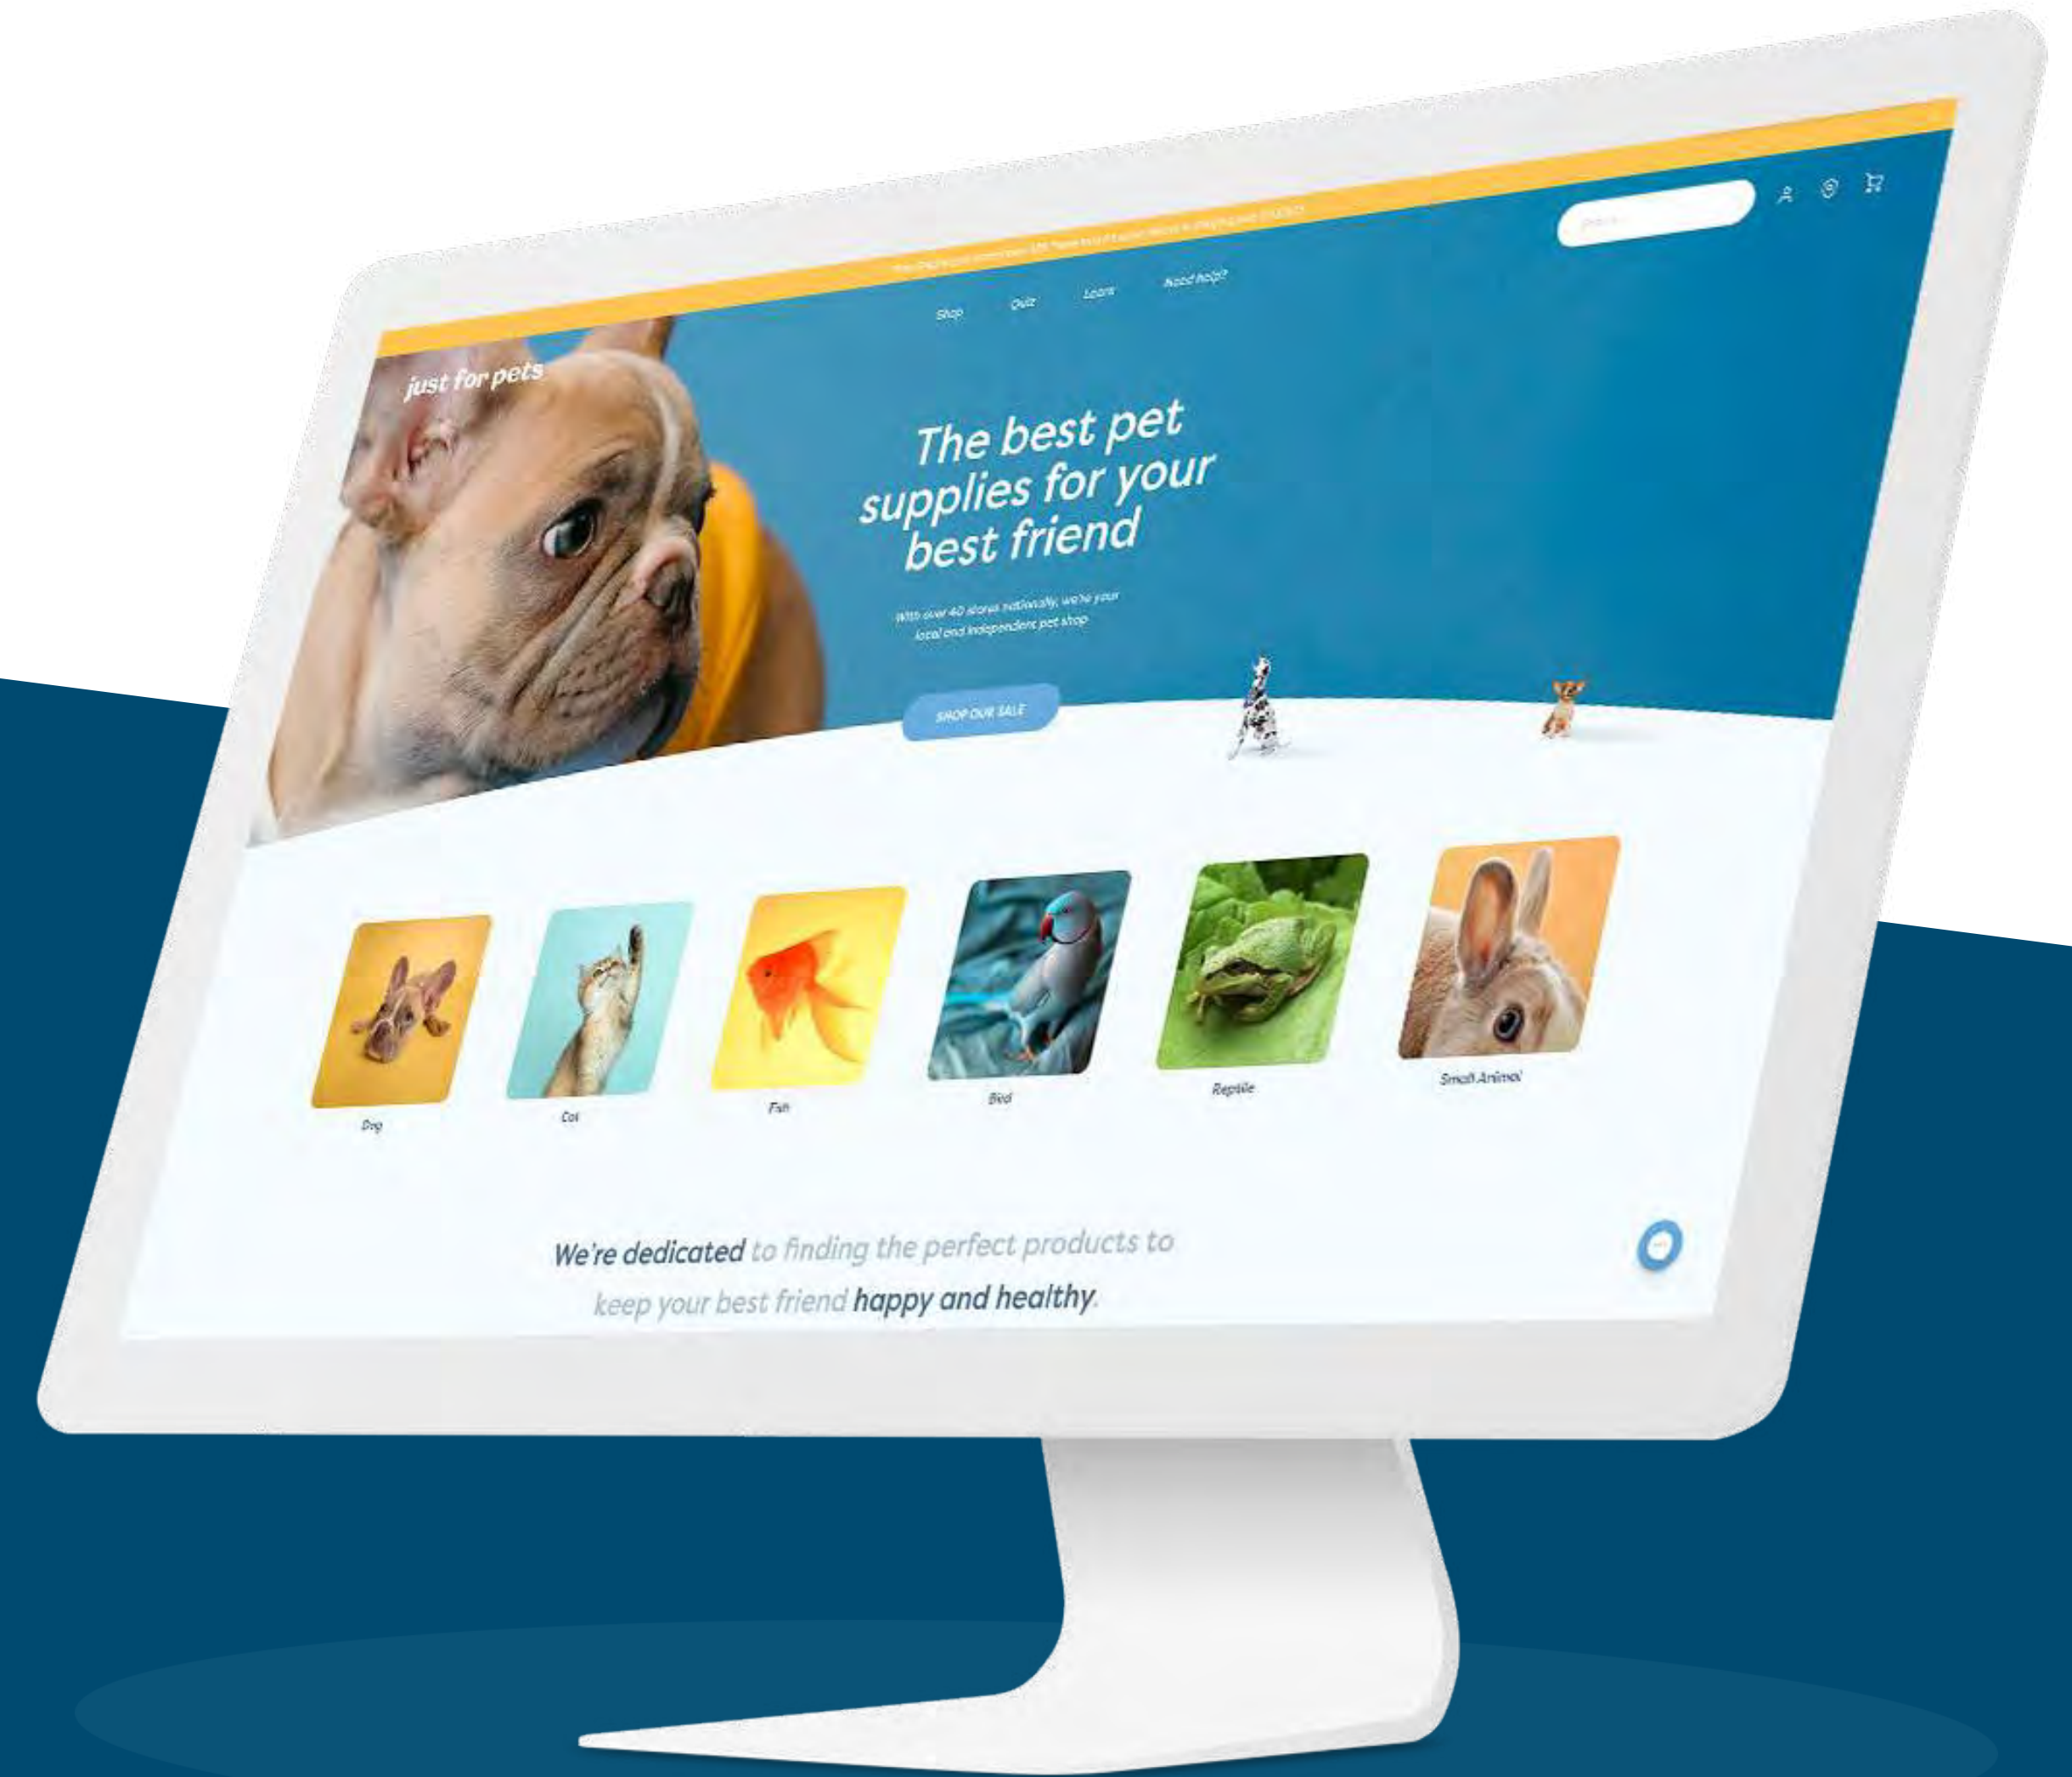 Shop Quiz Learn Need help?
just for pets
The best pet
supplies for your
best friend
With over 40 stores nationally, we're your
local and independent pet shop
SHOP OUR SALE
Dog Cat Fish Bird Reptile Small Animal
We're dedicated to finding the perfect products to
keep your best friend happy and healthy.